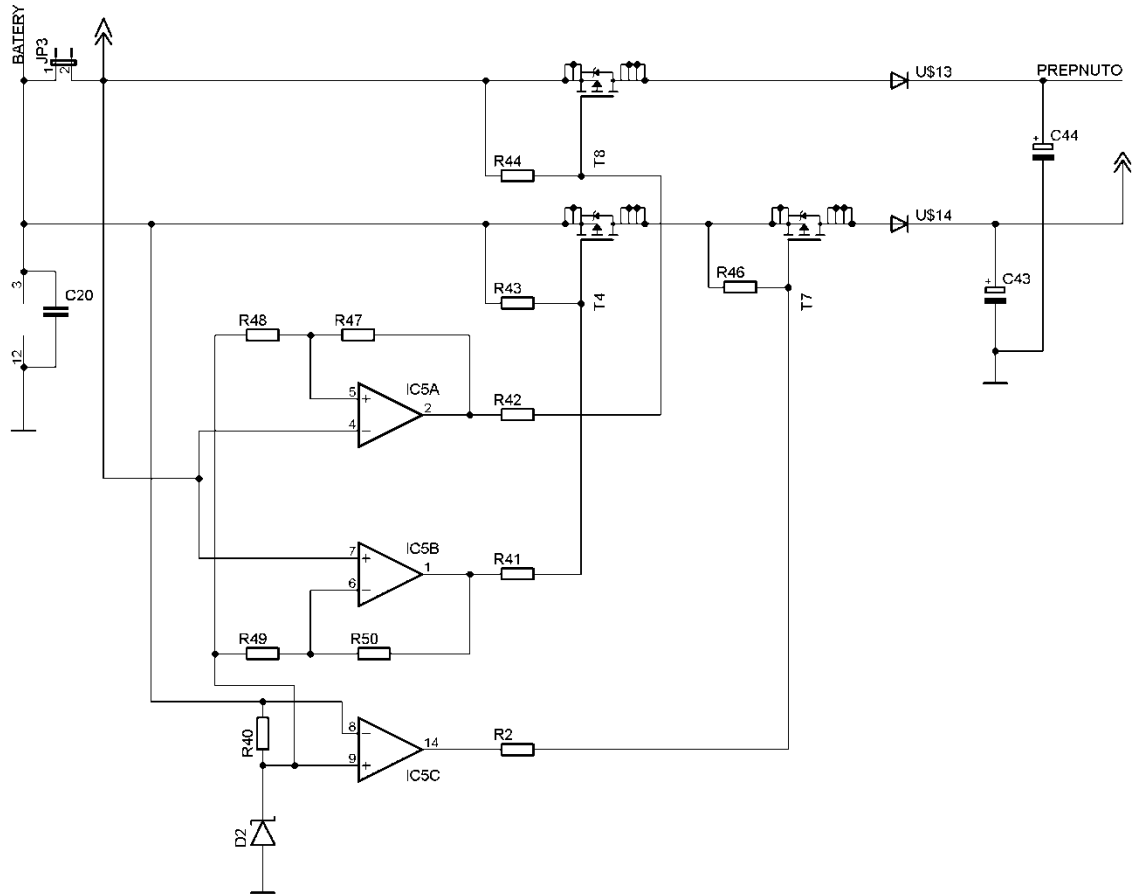 BATERY
JP3
1
2
U$13
PREPNUTO
C44
+
R44
T8
U$14
3
C20
R43
T4
R46
T7
C43
+
12
R48
R47
5
+
IC5A
2
R42
4
−
7
+
IC5B
1
R41
6
−
R49
R50
R40
8
−
14
R2
9
+
IC5C
D2